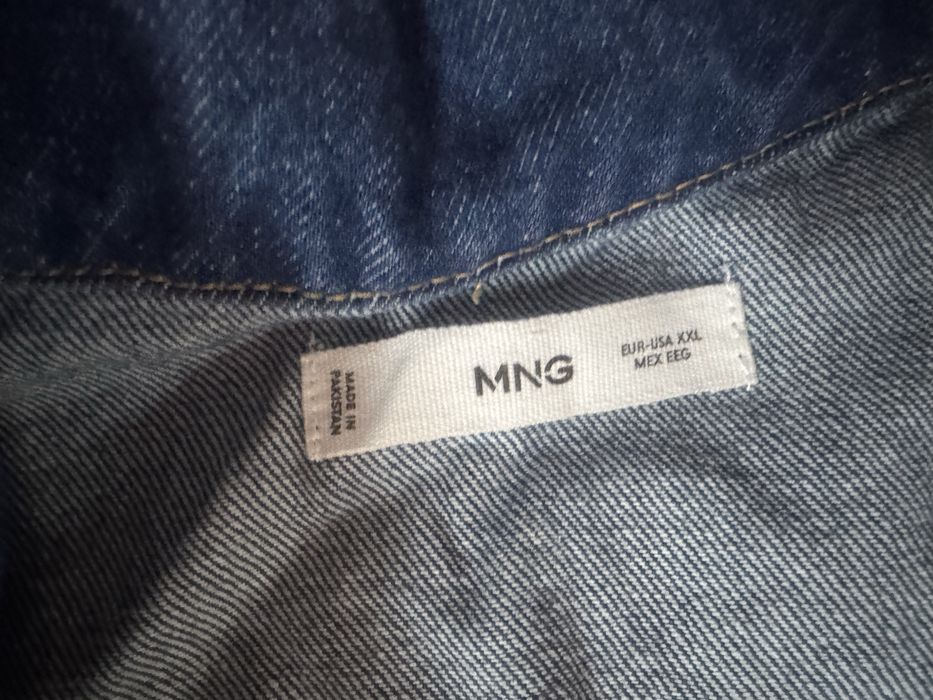 MADE IN
PAKISTAN
MNG
EUR-USA XXL
MEX EEG